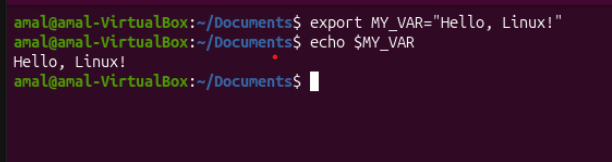 amal@amal-VirtualBox:~/Documents$ export MY_VAR="Hello, Linux!"
amal@amal-VirtualBox:~/Documents$ echo $MY_VAR
Hello, Linux!
amal@amal-VirtualBox:~/Documents$